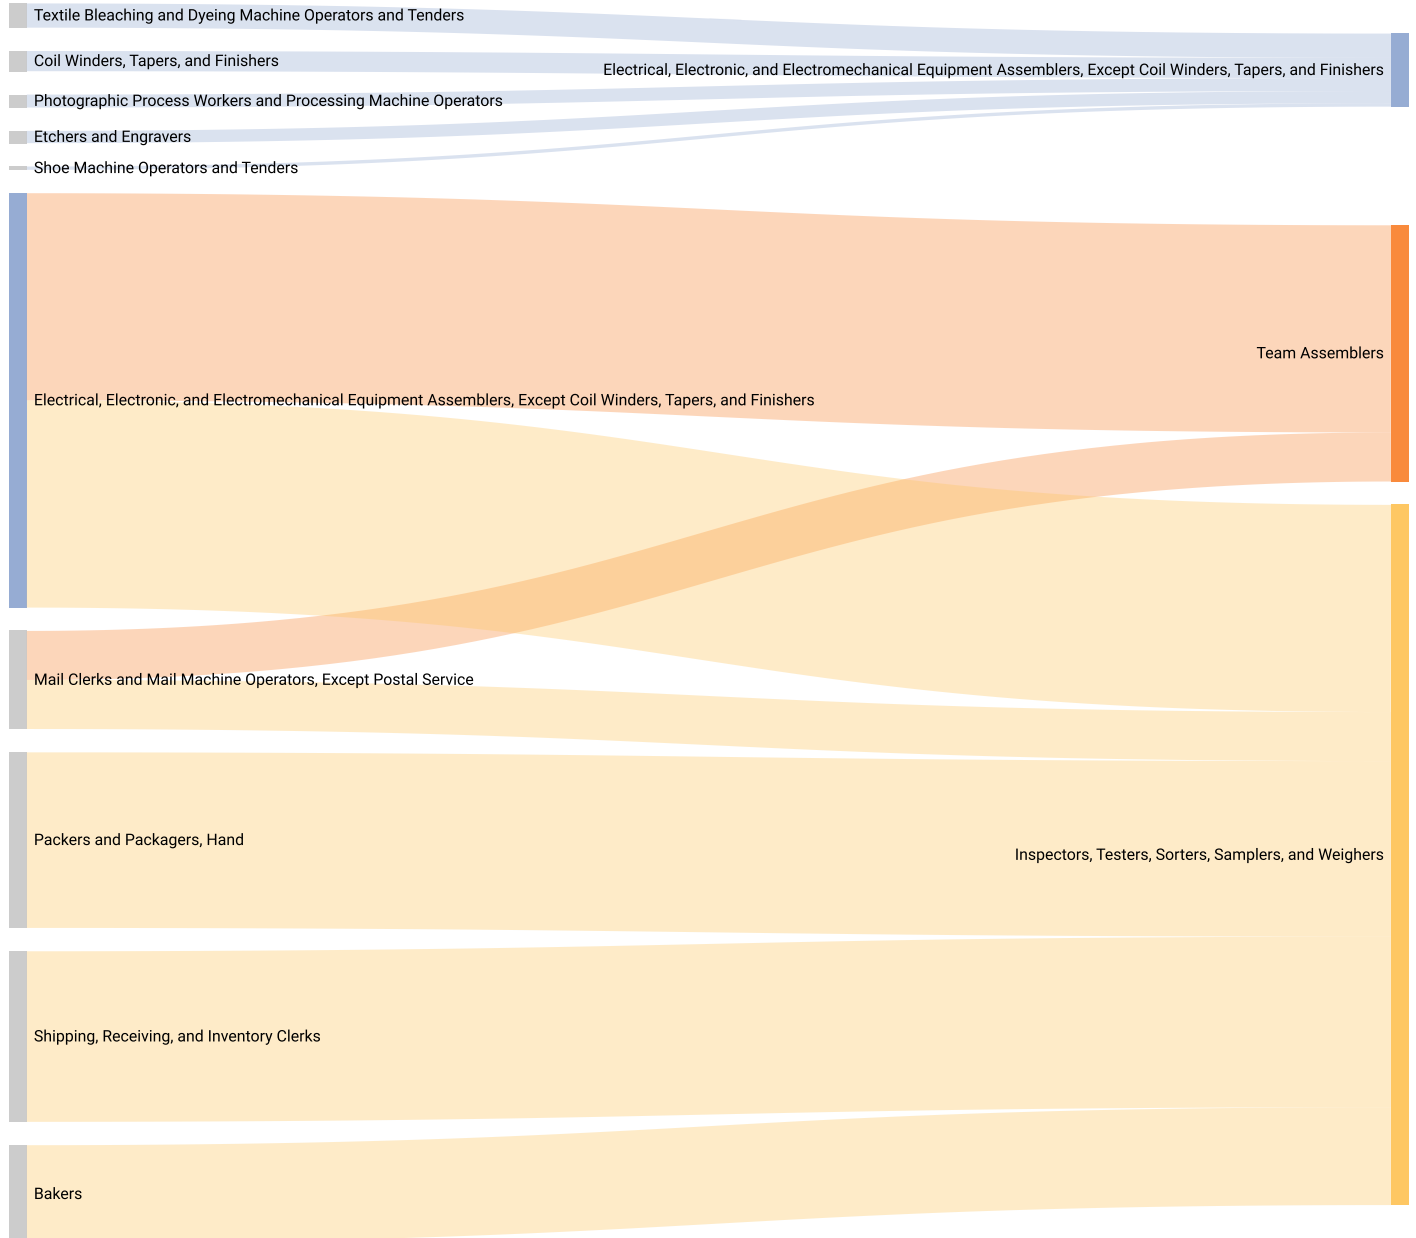 Textile Bleaching and Dyeing Machine Operators and Tenders
Coil Winders, Tapers, and Finishers
Electrical, Electronic, and Electromechanical Equipment Assemblers, Except Coil Winders, Tapers, and Finishers
Photographic Process Workers and Processing Machine Operators
Etchers and Engravers
Shoe Machine Operators and Tenders
Team Assemblers
Electrical, Electronic, and Electromechanical Equipment Assemblers, Except Coil Winders, Tapers, and Finishers
Mail Clerks and Mail Machine Operators, Except Postal Service
Packers and Packagers, Hand
Inspectors, Testers, Sorters, Samplers, and Weighers
Shipping, Receiving, and Inventory Clerks
Bakers